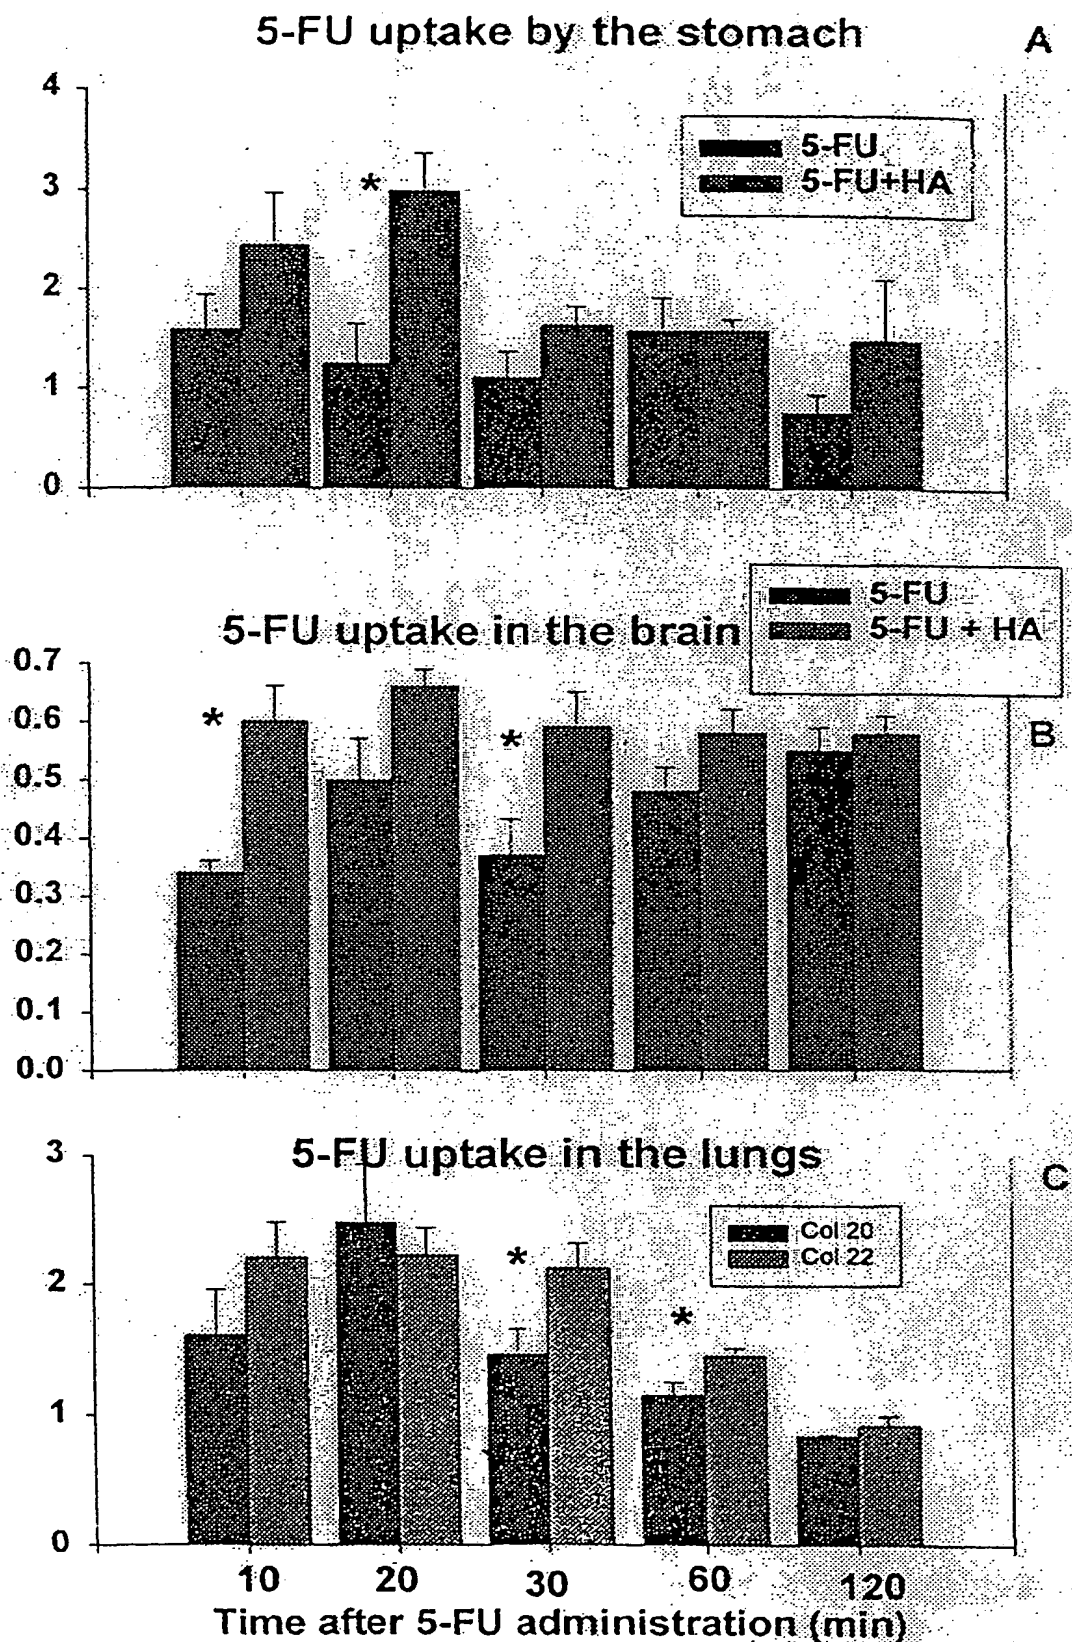 5-FU uptake by the stomach
A
4
3
2
1
0
5-FU
5-FU+HA
*
5-FU uptake in the brain
B
0.7
0.6
0.5
0.4
0.3
0.2
0.1
0.0
5-FU
5-FU + HA
*
*
5-FU uptake in the lungs
C
3
2
1
0
Col 20
Col 22
*
*
10 20 30 60 120
Time after 5-FU administration (min)